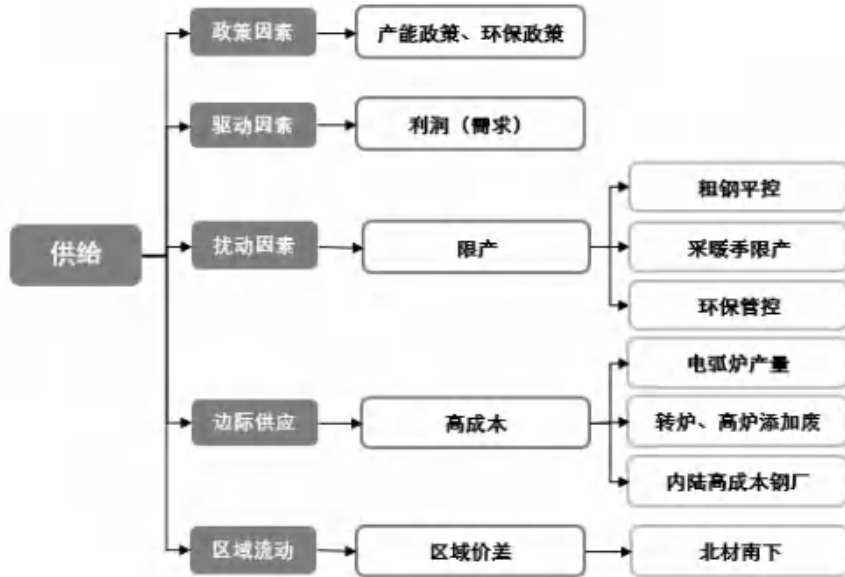 政策因素
产能政策、环保政策
驱动因素
利润（需求）
供给
扰动因素
限产
粗钢平控
采暖手限产
环保管控
边际供应
高成本
电弧炉产量
转炉、高炉添加废
内陆高成本钢厂
区域流动
区域价差
北材南下